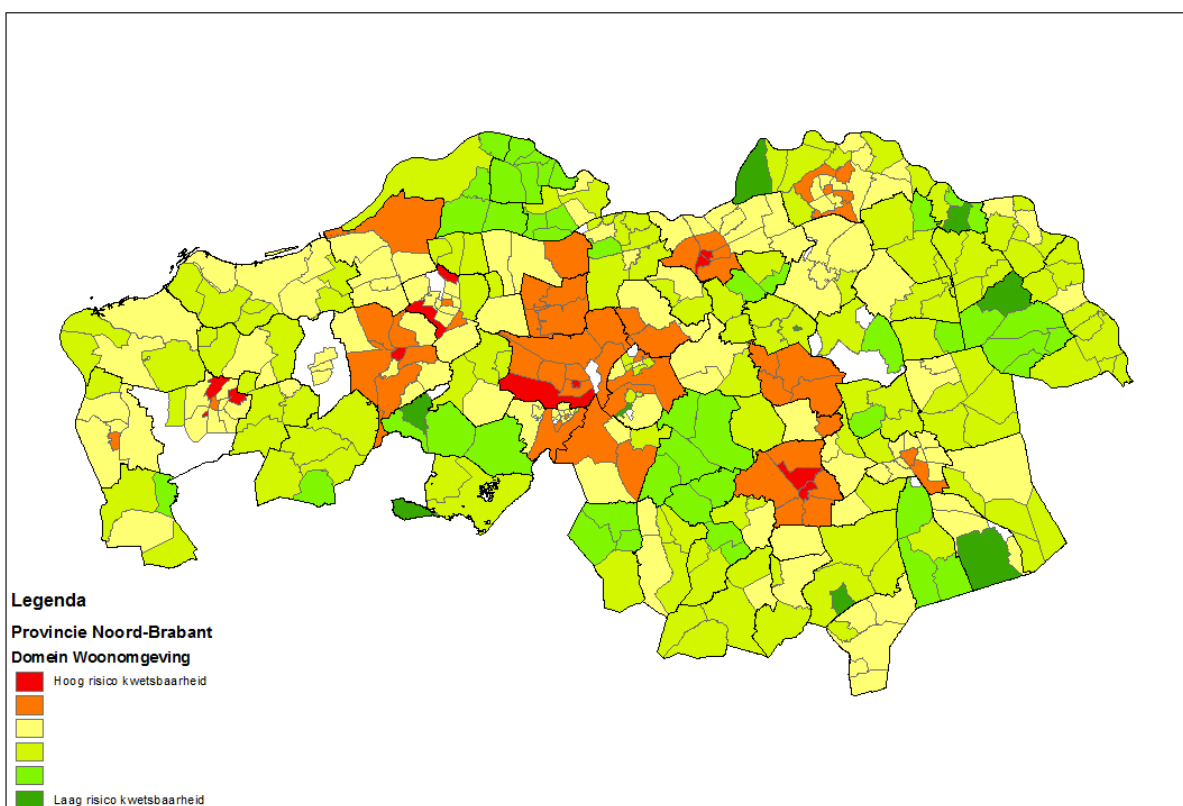 Legenda
Provincie Noord-Brabant
Domein Woonomgeving
Hoog risico kwetsbaarheid
Laag risico kwetsbaarheid